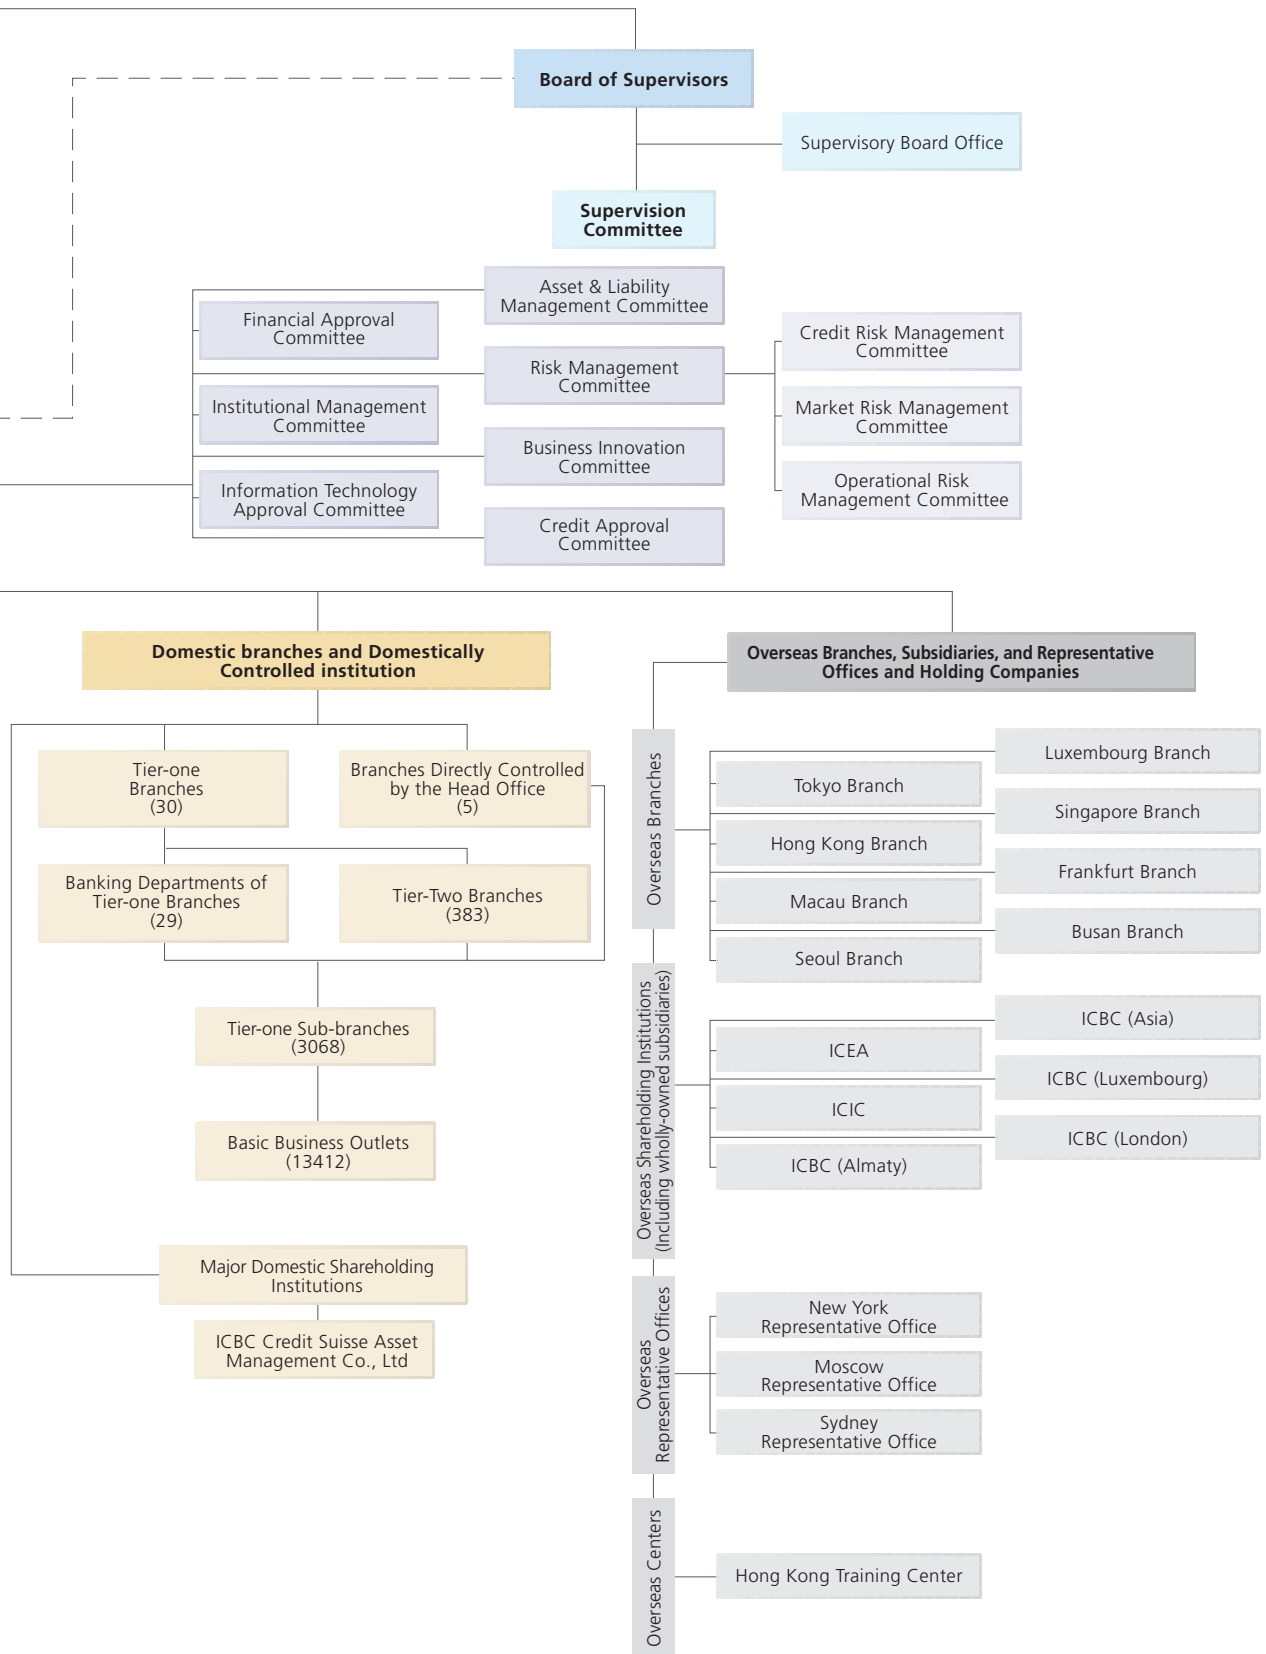 Board of Supervisors
Supervisory Board Office
Supervision
Committee
Asset & Liability
Management Committee
Financial Approval
Committee
Risk Management
Committee
Institutional Management
Committee
Business Innovation
Committee
Information Technology
Approval Committee
Credit Approval
Committee
Credit Risk Management
Committee
Market Risk Management
Committee
Operational Risk
Management Committee
Domestic branches and Domestically
Controlled institution
Tier-one
Branches
(30)
Branches Directly Controlled
by the Head Office
(5)
Banking Departments of
Tier-one Branches
(29)
Tier-Two Branches
(383)
Tier-one Sub-branches
(3068)
Basic Business Outlets
(13412)
Major Domestic Shareholding
Institutions
ICBC Credit Suisse Asset
Management Co., Ltd
Overseas Branches, Subsidiaries, and Representative
Offices and Holding Companies
Overseas Branches
Luxembourg Branch
Tokyo Branch
Singapore Branch
Hong Kong Branch
Frankfurt Branch
Macau Branch
Busan Branch
Seoul Branch
Overseas Shareholding Institutions
(Including wholly-owned subsidiaries)
ICBC (Asia)
ICEA
ICBC (Luxembourg)
ICIC
ICBC (London)
ICBC (Almaty)
Overseas
Representative Offices
New York
Representative Office
Moscow
Representative Office
Sydney
Representative Office
Overseas Centers
Hong Kong Training Center